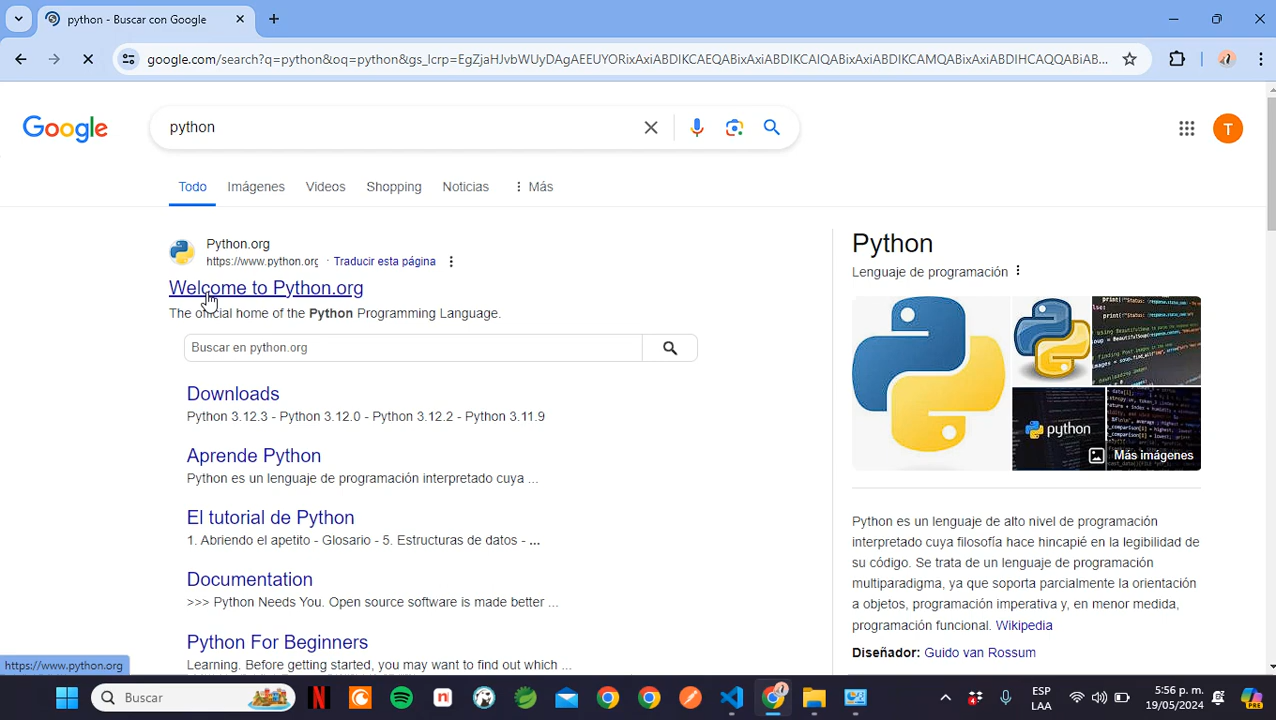 python - Buscar con Google
google.com/search?q=python&oq=python&gs_lcrp=EgZjaHJvbWUyDAgAEEUYORixAxiABDIKCAEQABixAxiABDIKCAIQABixAxiABDIKCAMQABixAxiABDIHCAQQABiAB...
Google
python
T
Todo
Imágenes
Videos
Shopping
Noticias
Más
Python.org
https://www.python.org · Traducir esta página
Welcome to Python.org
The official home of the Python Programming Language.
Buscar en python.org
Downloads
Python 3.12.3 - Python 3.12.0 - Python 3.12.2 - Python 3.11.9
Aprende Python
Python es un lenguaje de programación interpretado cuya ...
El tutorial de Python
1. Abriendo el apetito - Glosario - 5. Estructuras de datos - ...
Documentation
>>> Python Needs You. Open source software is made better ...
Python For Beginners
Learning. Before getting started, you may want to find out which ...
Python
Lenguaje de programación
python
Más imágenes
Python es un lenguaje de alto nivel de programación
interpretado cuya filosofía hace hincapié en la legibilidad de
su código. Se trata de un lenguaje de programación
multiparadigma, ya que soporta parcialmente la orientación
a objetos, programación imperativa y, en menor medida,
programación funcional. Wikipedia
Diseñador: Guido van Rossum
https://www.python.org
Buscar
ESP
LAA
5:56 p. m.
19/05/2024
PRE